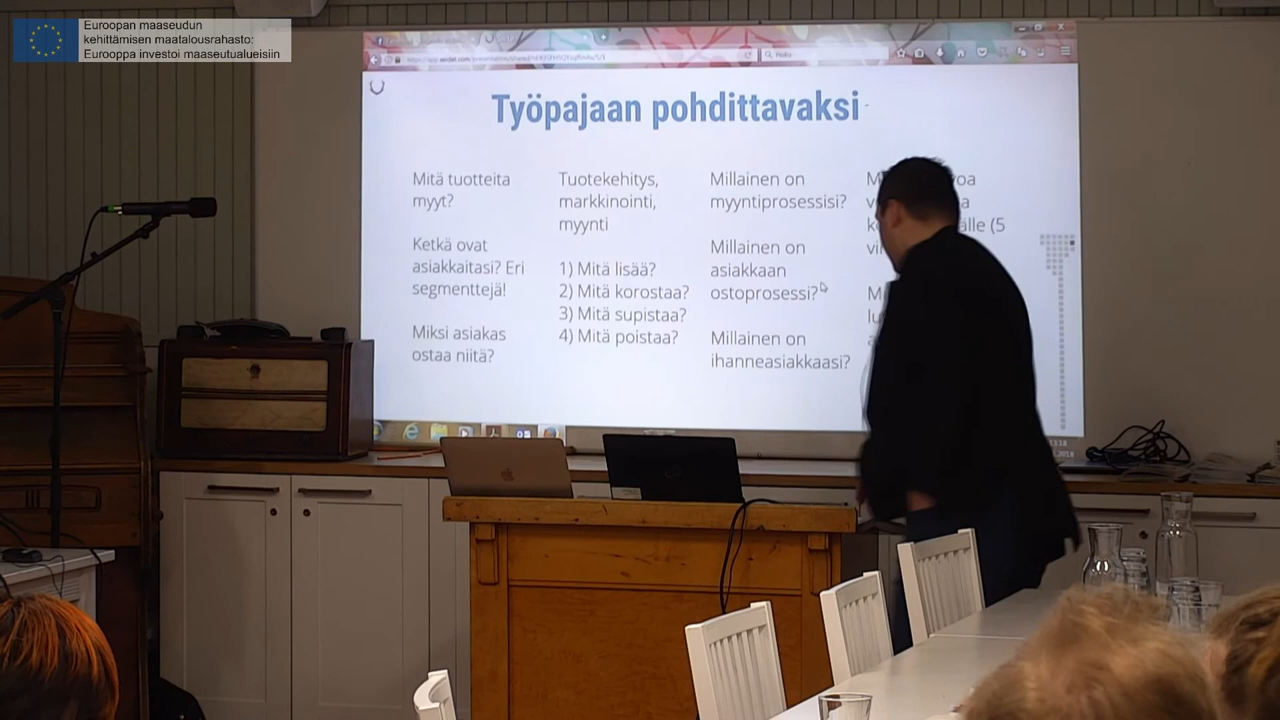 Euroopan maaseudun
kehittämisen maatalousrahasto:
Eurooppa investoi maaseutualueisiin
Työpajaan pohdittavaksi
Mitä tuotteita
myyt?
Ketkä ovat
asiakkaitasi? Eri
segmenttejä!
Miksi asiakas
ostaa niitä?
Tuotekehitys,
markkinointi,
myynti
1) Mitä lisää?
2) Mitä korostaa?
3) Mitä supistaa?
4) Mitä poistaa?
Millainen on
myyntiprosessisi?
Millainen on
asiakkaan
ostoprosessi?
Millainen on
ihanneasiakkaasi?
(5